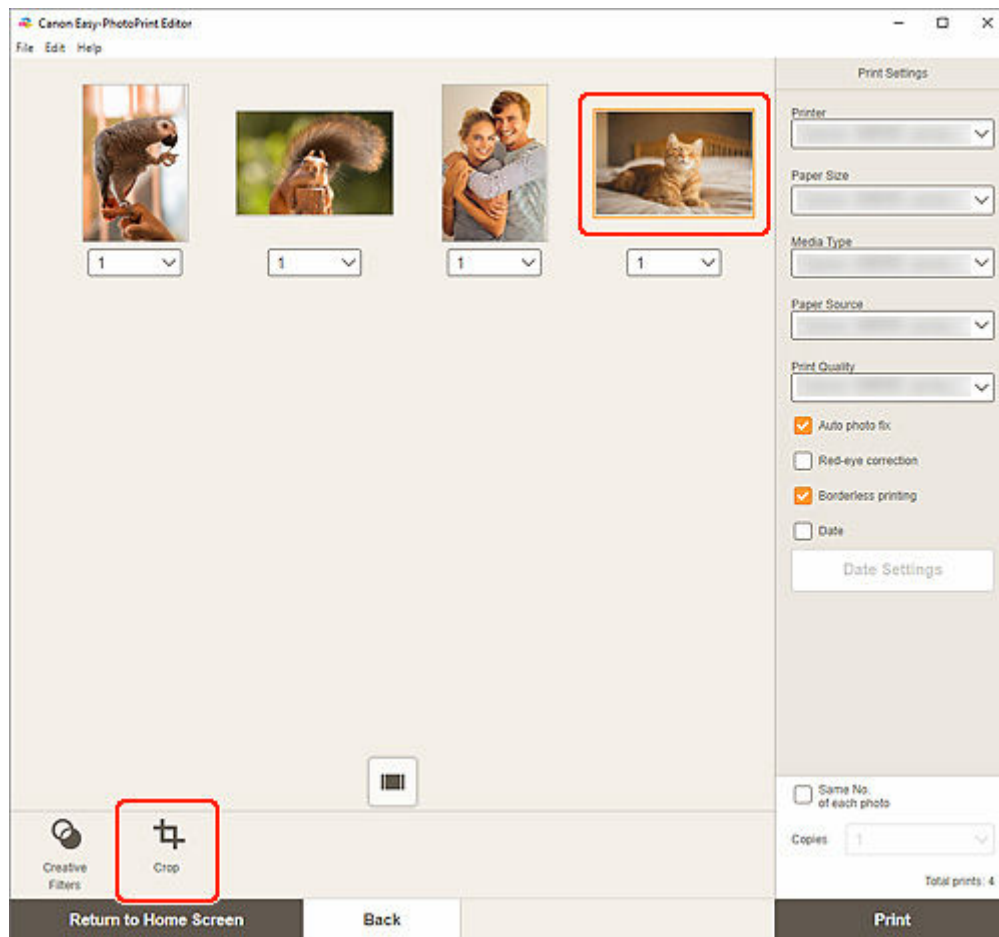 Canon Easy-PhotoPrint Editor
File Edit Help
Print Settings
Printer
Paper Size
1 1 1 1
Media Type
Paper Source
Print Quality
Auto photo fix
Red-eye correction
Borderless printing
Date
Date Settings
Same No.
of each photo
Copies 1
Total prints: 4
Creative
Filters
Crop
Return to Home Screen Back Print